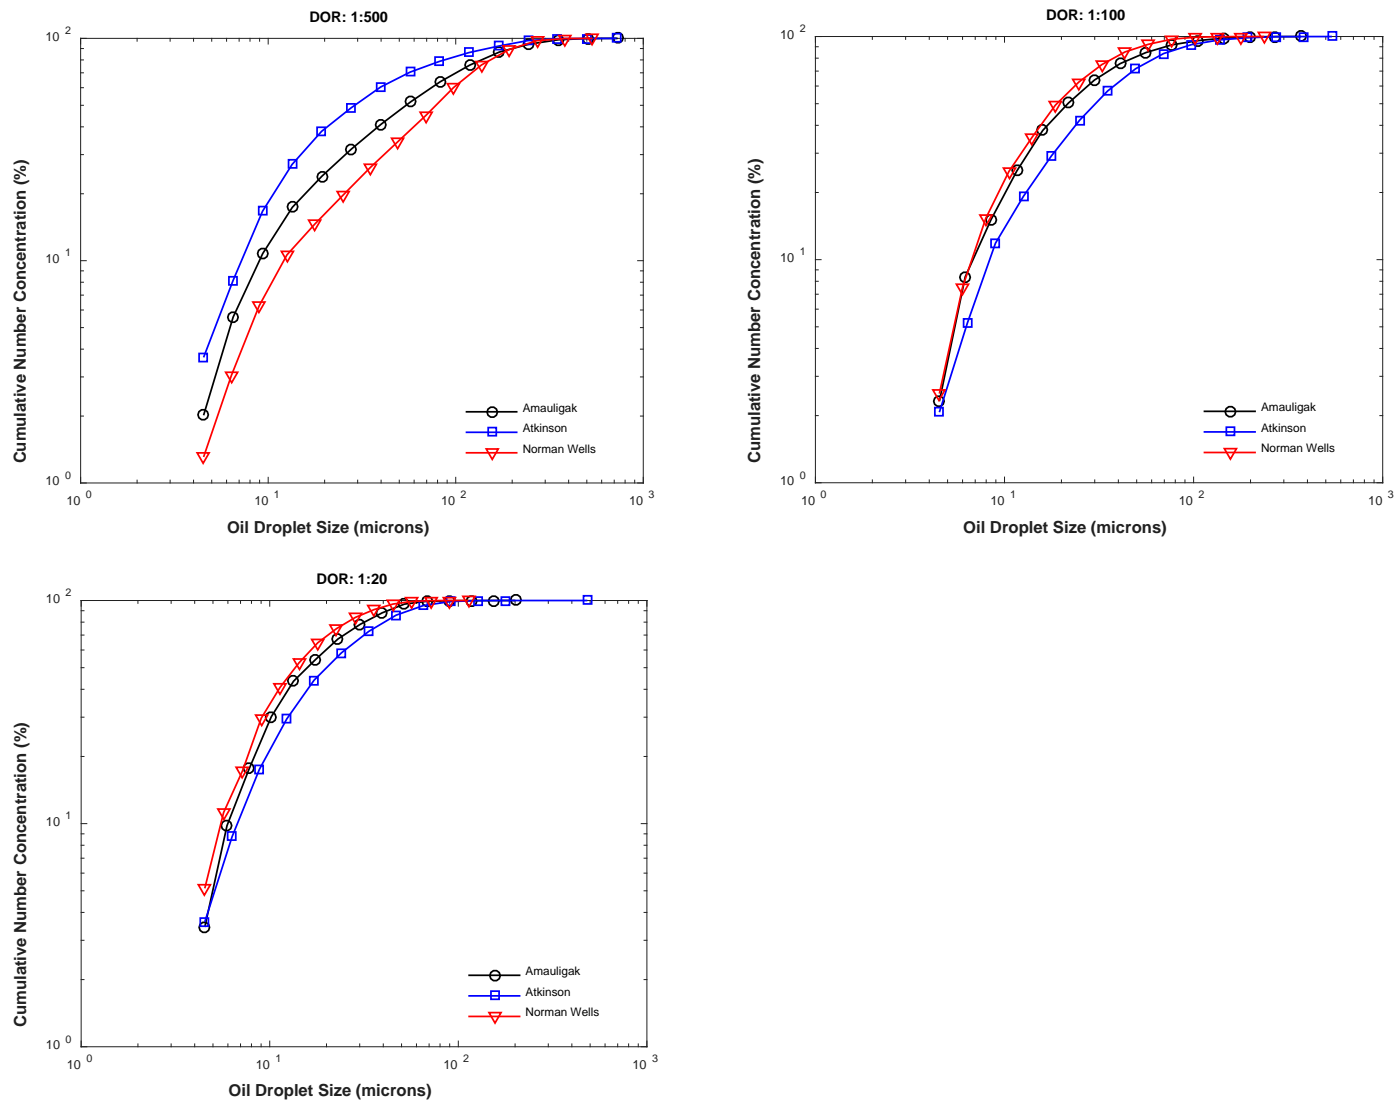 DOR: 1:500
10 2
10 1
10 0
Cumulative Number Concentration (%)
Amauligak
Atkinson
Norman Wells
10 0
10 1
10 2
10 3
Oil Droplet Size (microns)
DOR: 1:100
10 2
10 1
10 0
Cumulative Number Concentration (%)
Amauligak
Atkinson
Norman Wells
10 0
10 1
10 2
10 3
Oil Droplet Size (microns)
DOR: 1:20
10 2
10 1
10 0
Cumulative Number Concentration (%)
Amauligak
Atkinson
Norman Wells
10 0
10 1
10 2
10 3
Oil Droplet Size (microns)